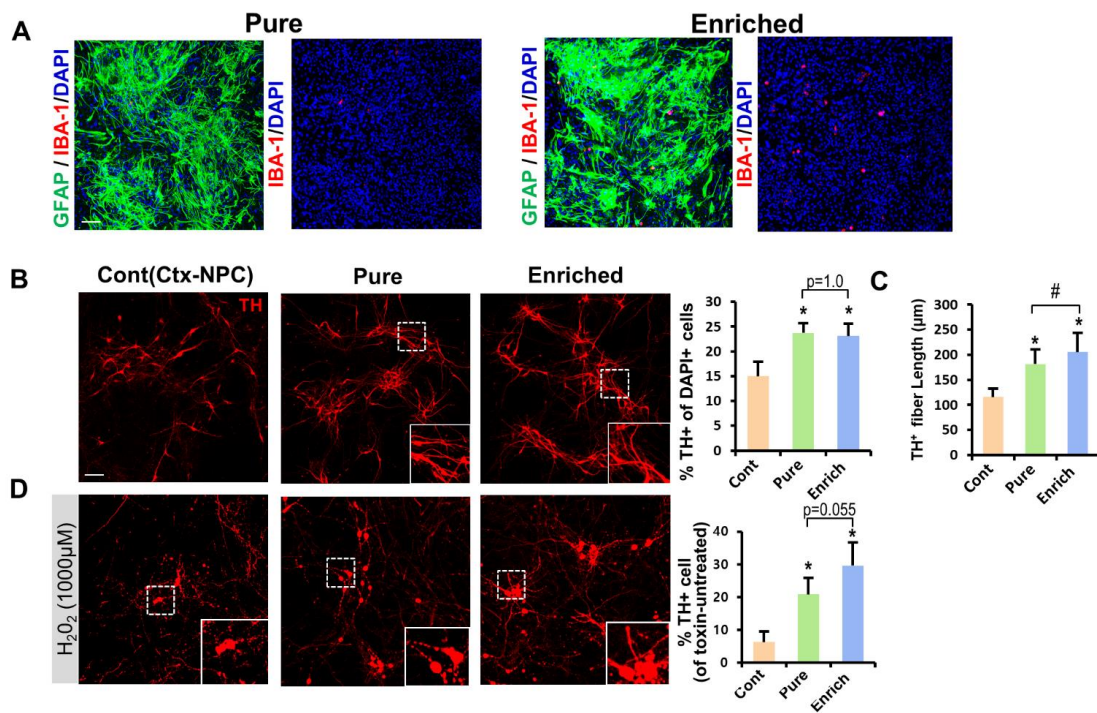 A
Pure
Enriched
GFAP / IBA-1/DAPI
IBA-1/DAPI
GFAP / IBA-1/DAPI
IBA-1/DAPI
B
Cont(Ctx-NPC)
Pure
Enriched
TH
% TH+ of DAPI+ cells
30
25
20
15
10
5
0
p=1.0
*
*
Cont
Pure
Enrich
C
TH⁺ fiber Length (µm)
300
250
200
150
100
50
0
#
*
*
Cont
Pure
Enrich
D
H₂0₂ (1000µM)
% TH+ cell
(of toxin-untreated)
40
30
20
10
0
p=0.055
*
*
Cont
Pure
Enrich